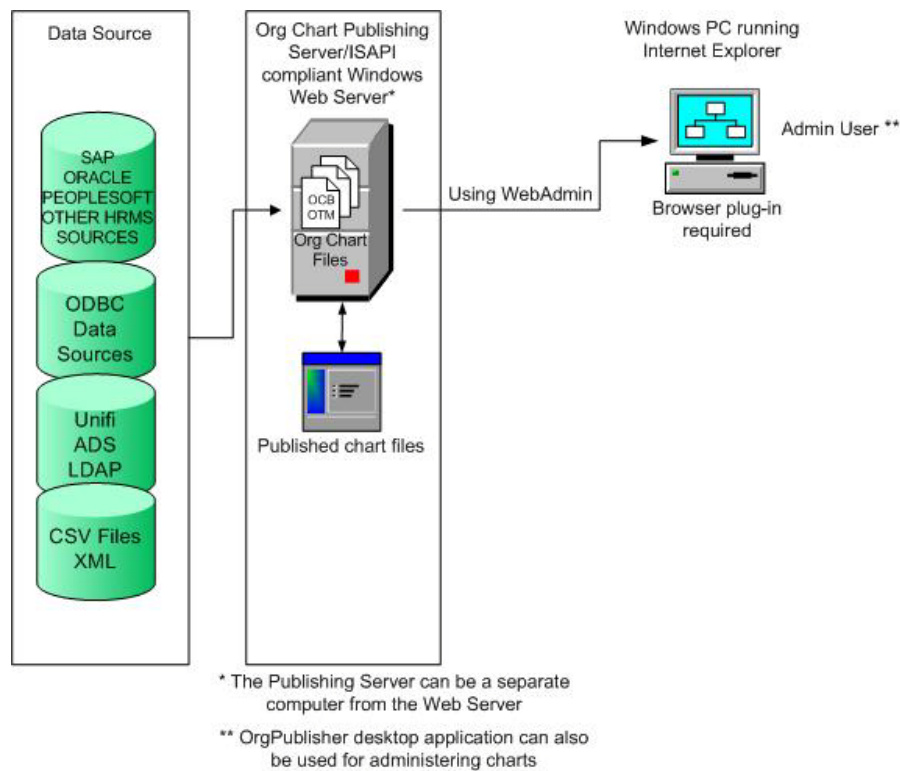 Data Source
SAP
ORACLE
PEOPLESOFT
OTHER HRMS
SOURCES
ODBC
Data
Sources
Unifi
ADS
LDAP
CSV Files
XML
Org Chart Publishing
Server/ISAPI
compliant Windows
Web Server*
OCB
OTM
Org Chart
Files
Published chart files
Using WebAdmin
Windows PC running
Internet Explorer
Admin User **
Browser plug-in
required
* The Publishing Server can be a separate
computer from the Web Server
** OrgPublisher desktop application can also
be used for administering charts